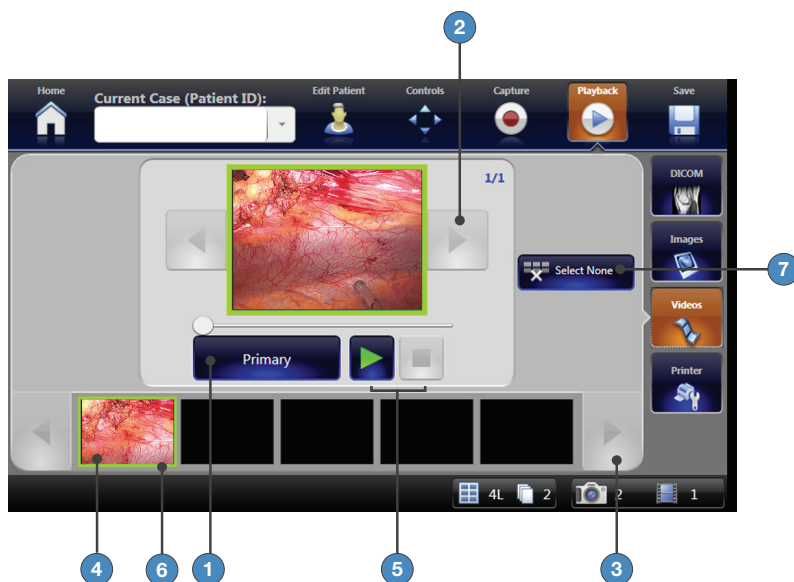 2
Home
Current Case (Patient ID):
Edit Patient
Controls
Capture
Playback
Save
1/1
DICOM
Images
Select None
7
Videos
Primary
Printer
4L
2
2
1
4
6
1
5
3